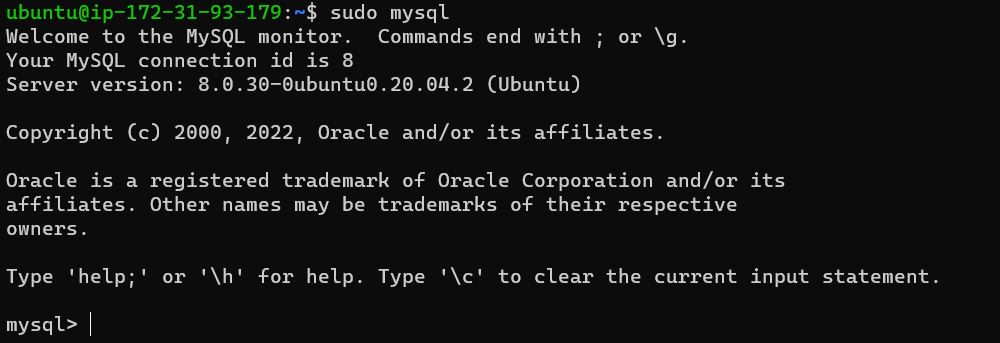 ubuntu@ip-172-31-93-179:~$ sudo mysql
Welcome to the MySQL monitor.  Commands end with ; or \g.
Your MySQL connection id is 8
Server version: 8.0.30-0ubuntu0.20.04.2 (Ubuntu)
Copyright (c) 2000, 2022, Oracle and/or its affiliates.
Oracle is a registered trademark of Oracle Corporation and/or its
affiliates. Other names may be trademarks of their respective
owners.
Type 'help;' or '\h' for help. Type '\c' to clear the current input statement.
mysql>